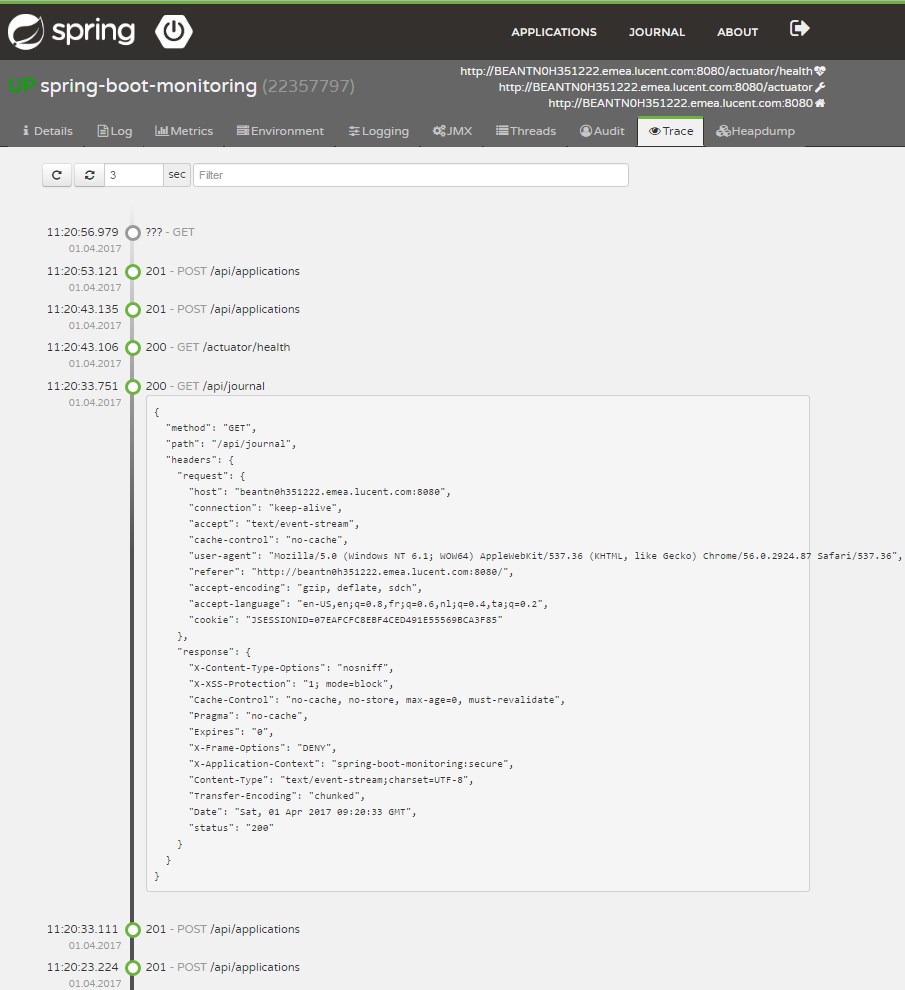 spring
APPLICATIONS JOURNAL ABOUT
UP spring-boot-monitoring (22357797)
http://BEANTN0H351222.emea.lucent.com:8080/actuator/health
http://BEANTN0H351222.emea.lucent.com:8080/actuator
http://BEANTN0H351222.emea.lucent.com:8080
Details Log Metrics Environment Logging JMX Threads Audit Trace Heapdump
3 sec Filter
11:20:56.979 ??? - GET
01.04.2017
11:20:53.121 201 - POST /api/applications
01.04.2017
11:20:43.135 201 - POST /api/applications
01.04.2017
11:20:43.106 200 - GET /actuator/health
01.04.2017
11:20:33.751 200 - GET /api/journal
01.04.2017
{
"method": "GET",
"path": "/api/journal",
"headers": {
"request": {
"host": "beantn0h351222.emea.lucent.com:8080",
"connection": "keep-alive",
"accept": "text/event-stream",
"cache-control": "no-cache",
"user-agent": "Mozilla/5.0 (Windows NT 6.1; WOW64) AppleWebKit/537.36 (KHTML, like Gecko) Chrome/56.0.2924.87 Safari/537.36",
"referer": "http://beantn0h351222.emea.lucent.com:8080/",
"accept-encoding": "gzip, deflate, sdch",
"accept-language": "en-US,en;q=0.8,fr;q=0.6,nl;q=0.4,ta;q=0.2",
"cookie": "JSESSIONID=07EAFCFC8EBF4CED491E55569BCA3F85"
},
"response": {
"X-Content-Type-Options": "nosniff",
"X-XSS-Protection": "1; mode=block",
"Cache-Control": "no-cache, no-store, max-age=0, must-revalidate",
"Pragma": "no-cache",
"Expires": "0",
"X-Frame-Options": "DENY",
"X-Application-Context": "spring-boot-monitoring:secure",
"Content-Type": "text/event-stream;charset=UTF-8",
"Transfer-Encoding": "chunked",
"Date": "Sat, 01 Apr 2017 09:20:33 GMT",
"status": "200"
}
}
}
11:20:33.111 201 - POST /api/applications
01.04.2017
11:20:23.224 201 - POST /api/applications
01.04.2017